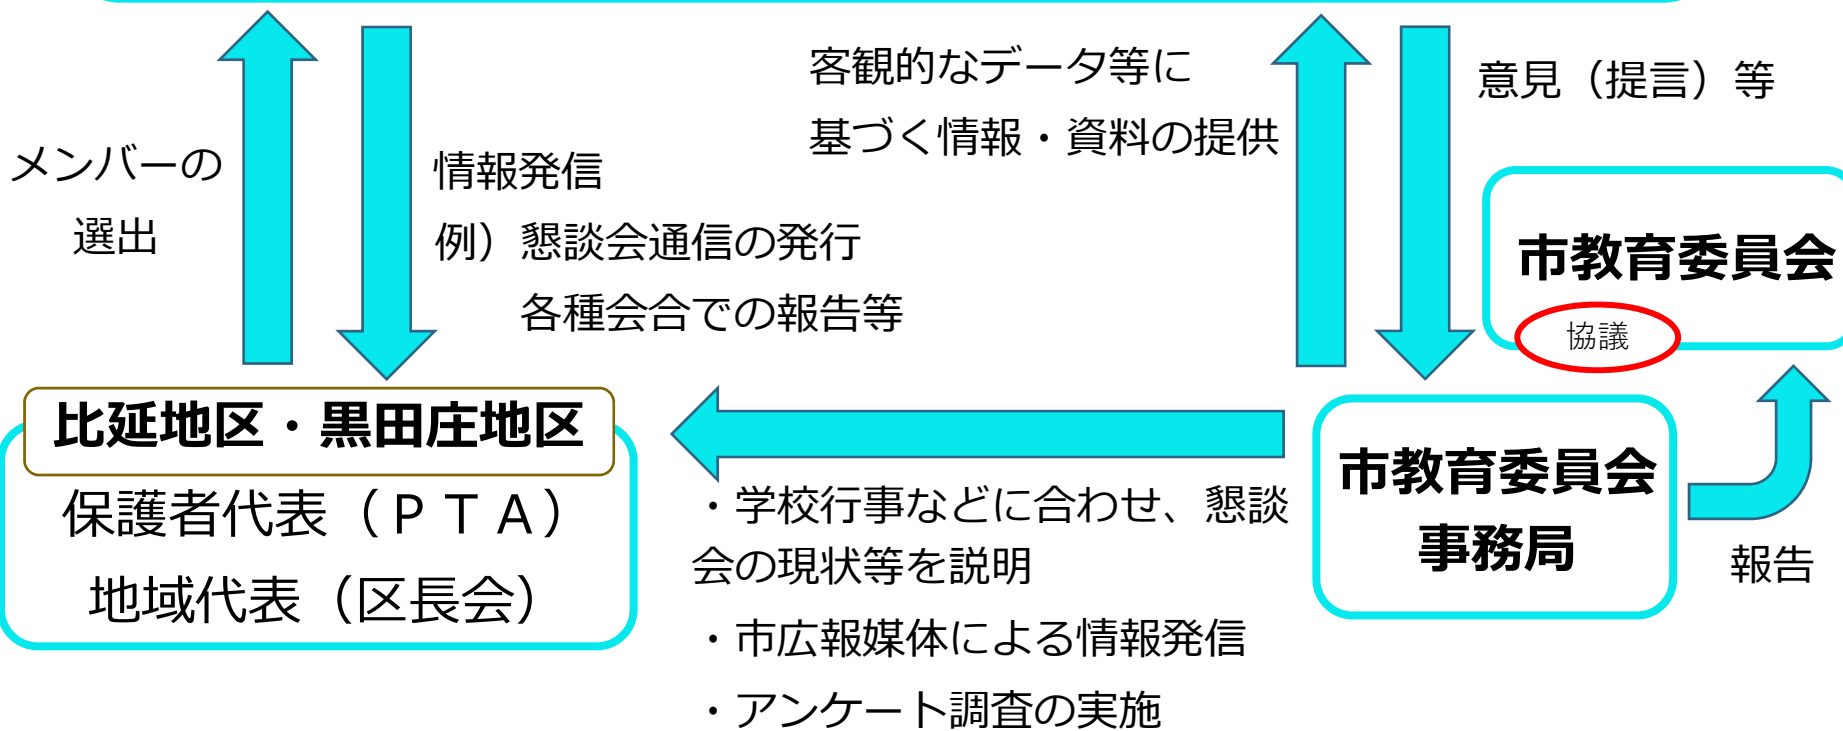 メンバーの
選出
情報発信
例）懇談会通信の発行
各種会合での報告等
客観的なデータ等に
基づく情報・資料の提供
意見（提言）等
市教育委員会
協議
比延地区・黒田庄地区
保護者代表（ＰＴＡ）
地域代表（区長会）
・学校行事などに合わせ、懇談
会の現状等を説明
・市広報媒体による情報発信
・アンケート調査の実施
市教育委員会
事務局
報告